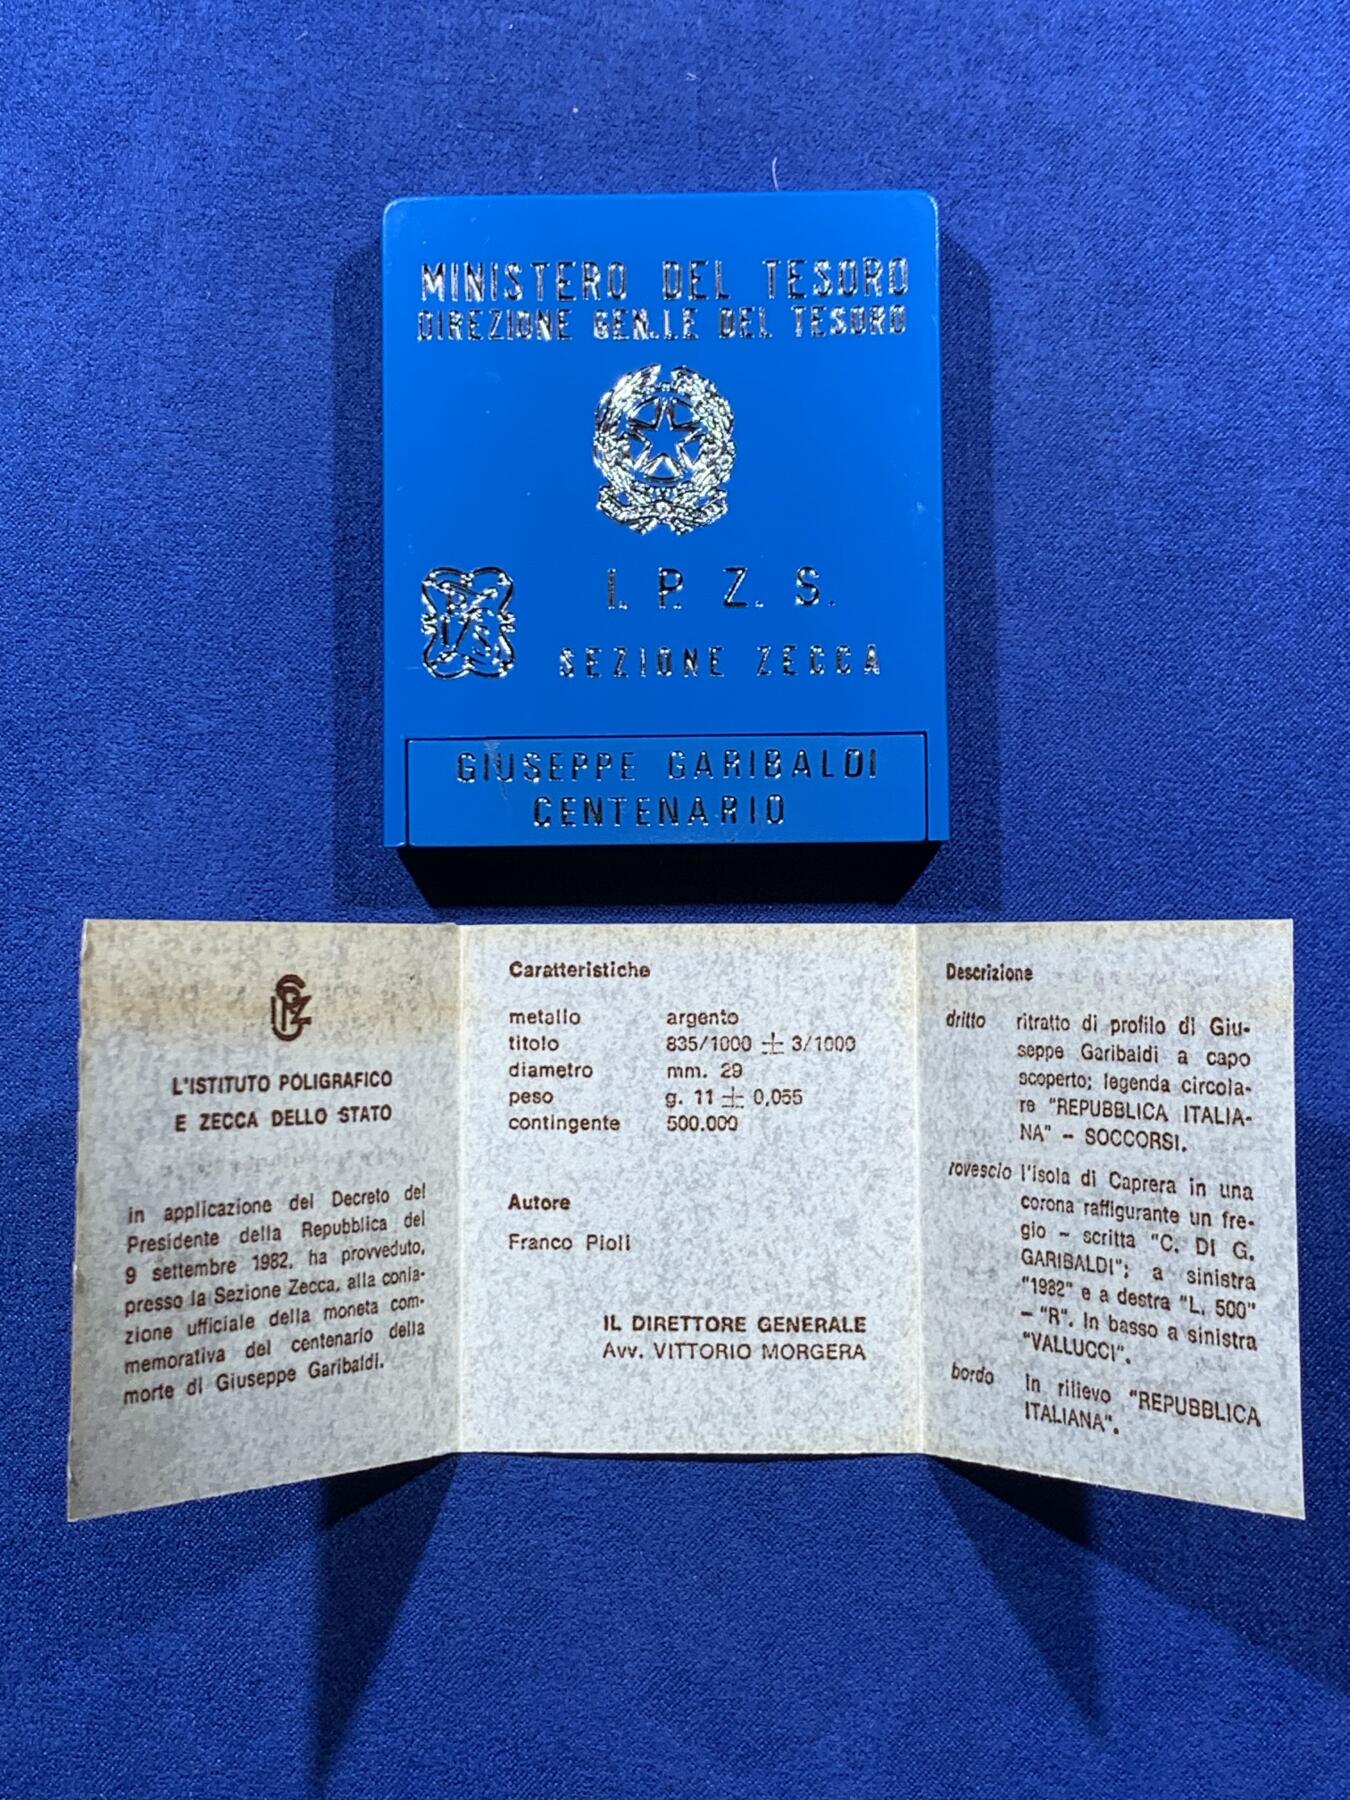 MINISTERO DEL TESORO
DIREZIONE GEN.LE DEL TESORO
I. P. Z. S.
SEZIONE ZECCA
GIUSEPPE GARIBALDI
CENTENARIO
L'ISTITUTO POLIGRAFICO
E ZECCA DELLO STATO
in applicazione del Decreto del
Presidente della Repubblica del
9 settembre 1982, ha provveduto,
presso la Sezione Zecca, alla conia-
zione ufficiale della moneta com-
memorativa del centenario della
morte di Giuseppe Garibaldi.
Caratteristiche
metallo argento
titolo 835/1000 ± 3/1000
diametro mm. 29
peso g. 11 ± 0,055
contingente 500.000
Autore
Franco Pioli
IL DIRETTORE GENERALE
Avv. VITTORIO MORGERA
Descrizione
dritto ritratto di profilo di Giu-
seppe Garibaldi a capo
scoperto; legenda circola-
re "REPUBBLICA ITALIA-
NA" – SOCCORSI.
rovescio l'isola di Caprera in una
corona raffigurante un fre-
gio – scritta "C. DI G.
GARIBALDI"; a sinistra
"1982" e a destra "L. 500"
– "R". In basso a sinistra
"VALLUCCI".
bordo in rilievo "REPUBBLICA
ITALIANA".